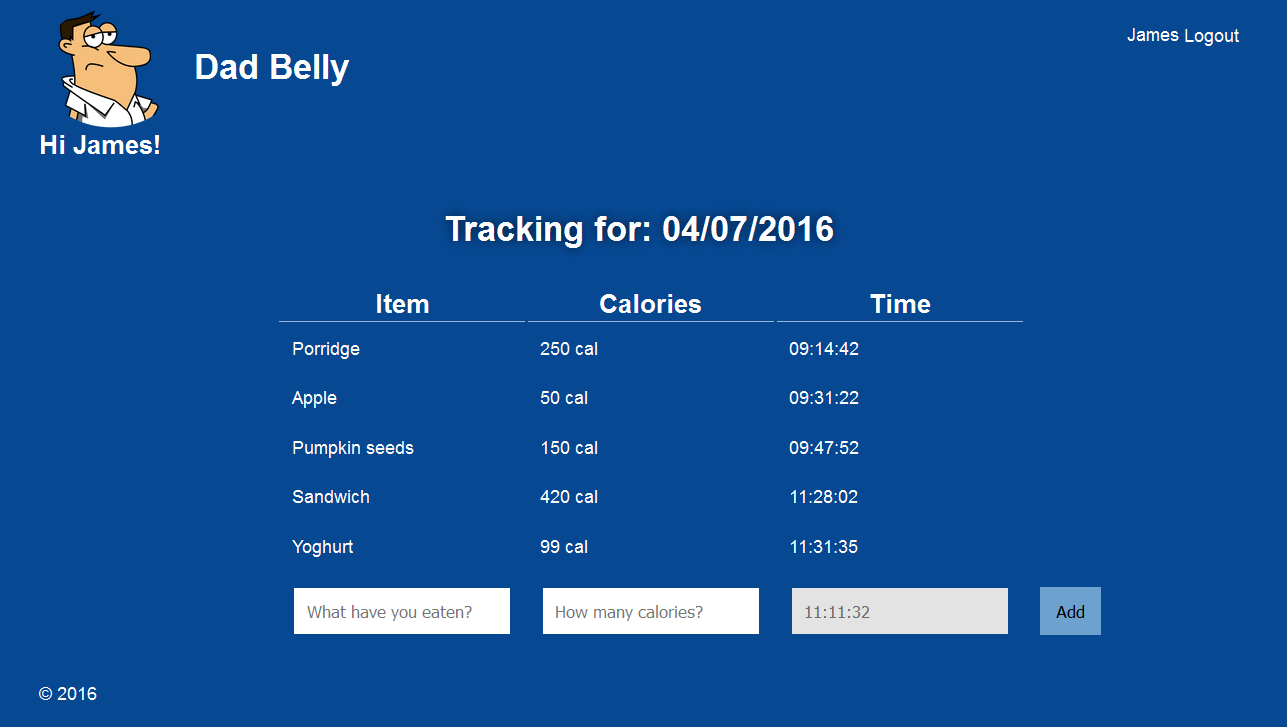 James Logout
Dad Belly
Hi James!
Tracking for: 04/07/2016
Item Calories Time
Porridge 250 cal 09:14:42
Apple 50 cal 09:31:22
Pumpkin seeds 150 cal 09:47:52
Sandwich 420 cal 11:28:02
Yoghurt 99 cal 11:31:35
What have you eaten? How many calories? 11:11:32 Add
© 2016